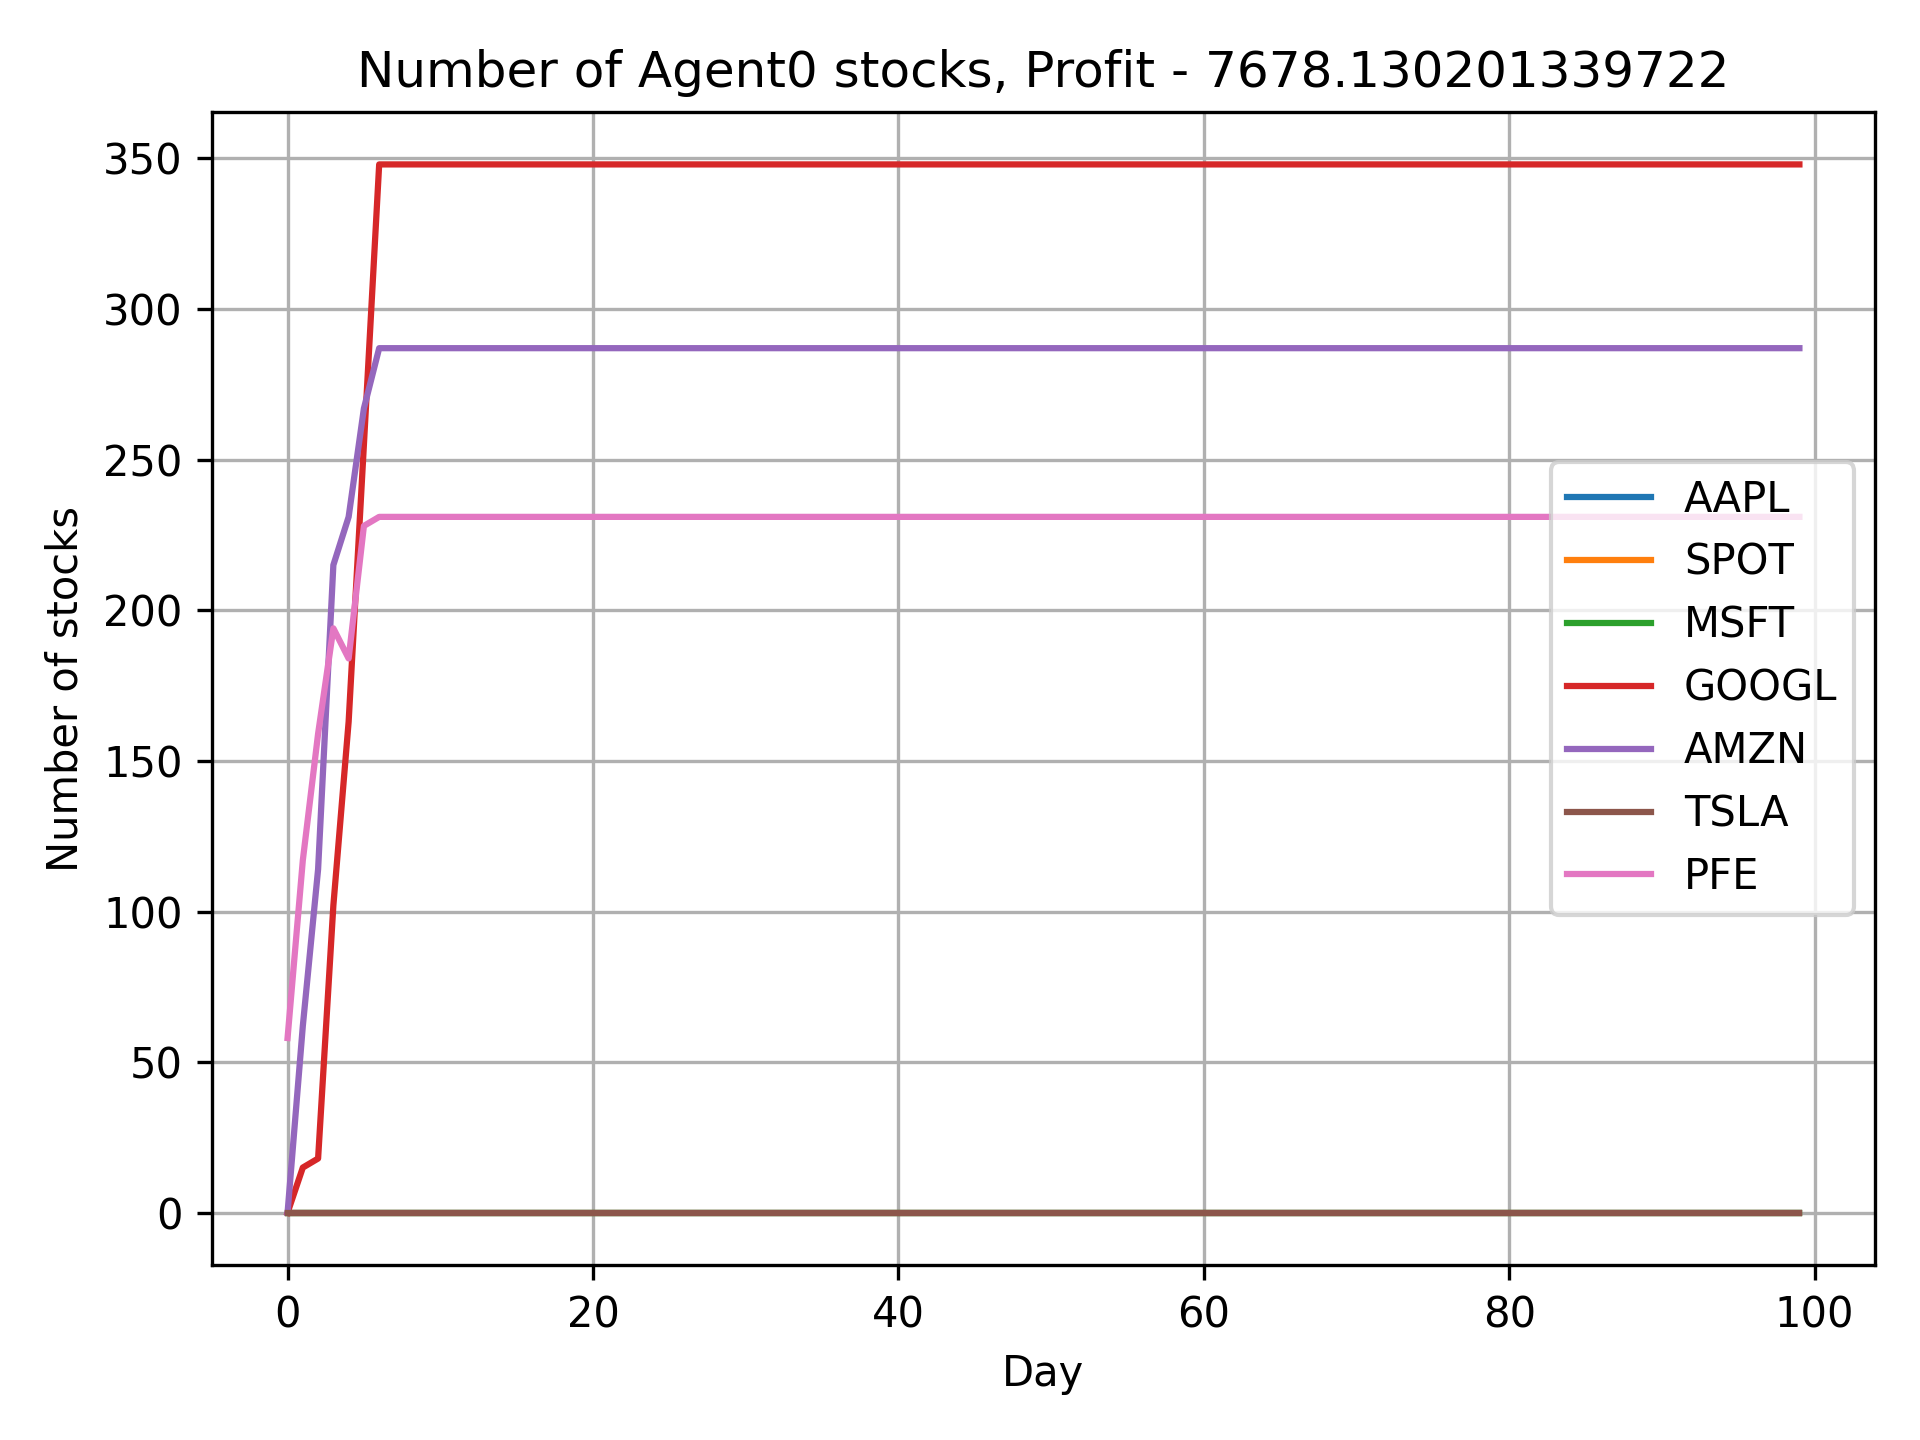 Number of Agent0 stocks, Profit - 7678.130201339722
350
300
250
200
150
100
50
0
Number of stocks
AAPL
SPOT
MSFT
GOOGL
AMZN
TSLA
PFE
0 20 40 60 80 100
Day